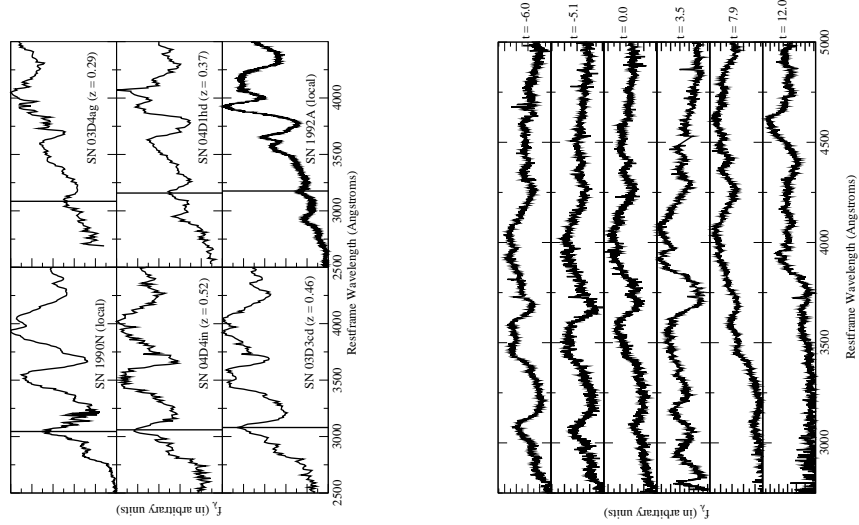 SN 1990N (local)
SN 03D4ag (z = 0.29)
SN 04D4in (z = 0.52)
SN 04D1hd (z = 0.37)
SN 03D3cd (z = 0.46)
SN 1992A (local)
2500
3000
3500
4000
2500
3000
3500
4000
Restframe Wavelength (Angstroms)
fλ (in arbitrary units)
t = -6.0
t = -5.1
t = 0.0
t = 3.5
t = 7.9
t = 12.0
3000
3500
4000
4500
5000
Restframe Wavelength (Angstroms)
fλ (in arbitrary units)